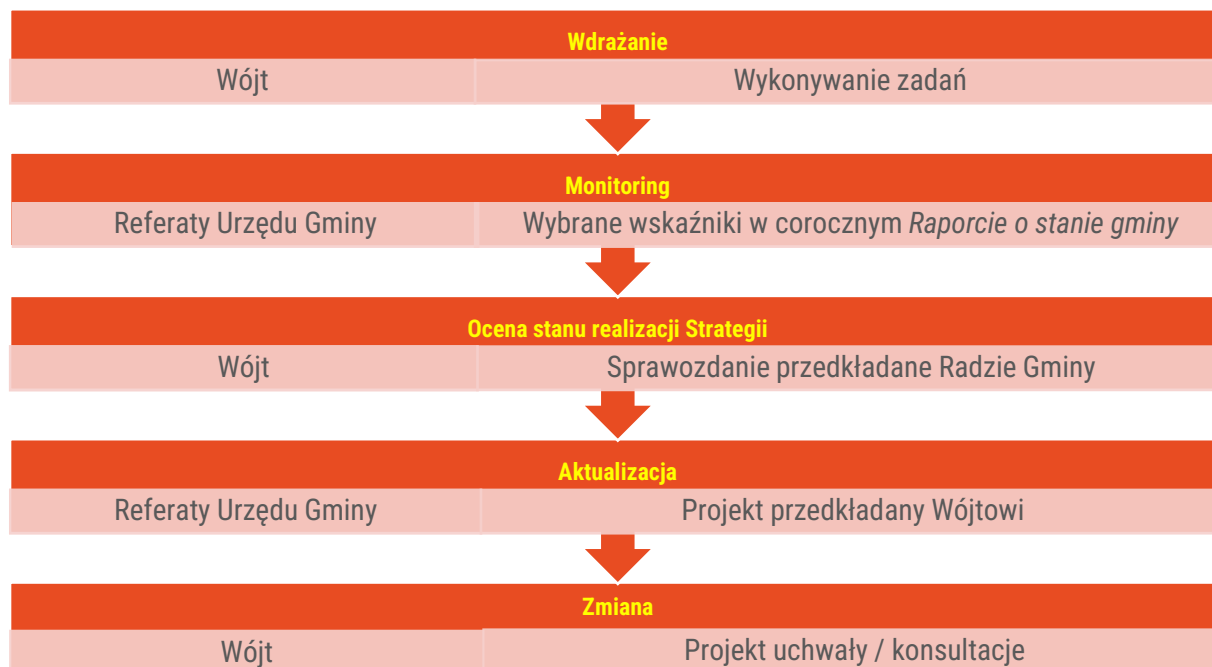 Wdrażanie
Wójt Wykonywanie zadań
Monitoring
Referaty Urzędu Gminy Wybrane wskaźniki w corocznym Raporcie o stanie gminy
Ocena stanu realizacji Strategii
Wójt Sprawozdanie przedkładane Radzie Gminy
Aktualizacja
Referaty Urzędu Gminy Projekt przedkładany Wójtowi
Zmiana
Wójt Projekt uchwały / konsultacje